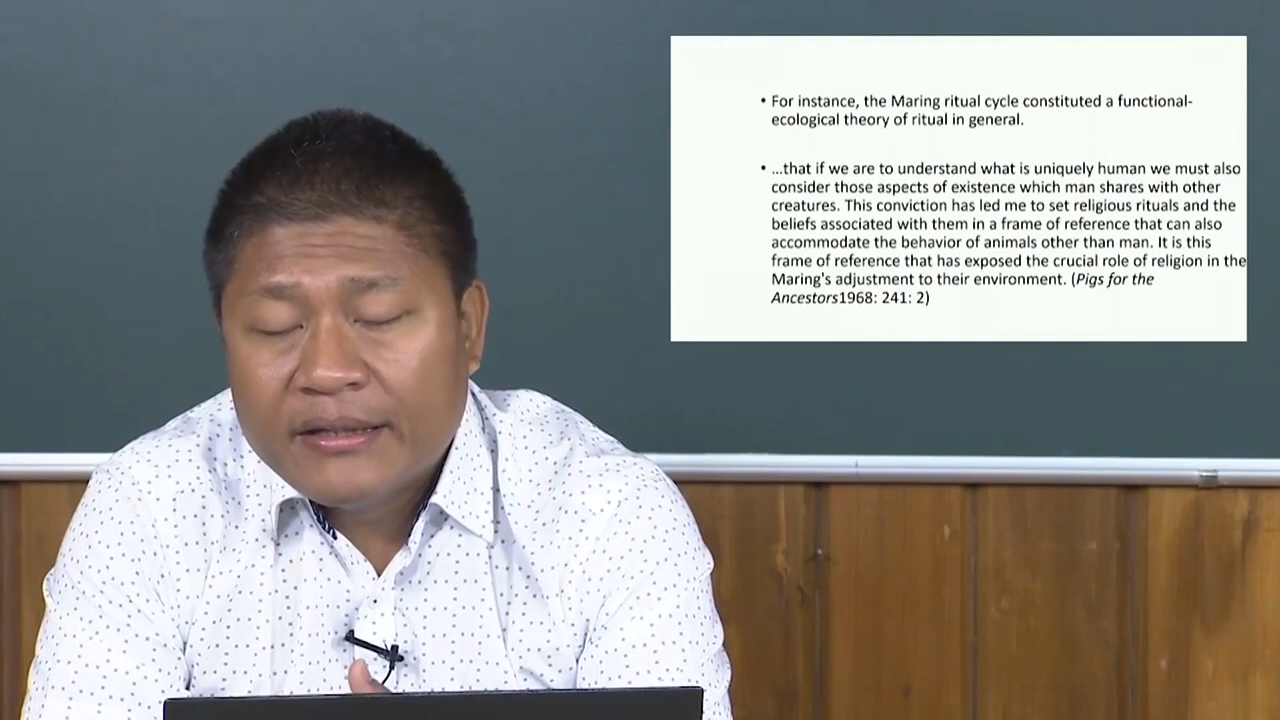 • For instance, the Maring ritual cycle constituted a functional-
ecological theory of ritual in general.
• ...that if we are to understand what is uniquely human we must also
consider those aspects of existence which man shares with other
creatures. This conviction has led me to set religious rituals and the
beliefs associated with them in a frame of reference that can also
accommodate the behavior of animals other than man. It is this
frame of reference that has exposed the crucial role of religion in the
Maring's adjustment to their environment. (Pigs for the
Ancestors1968: 241: 2)